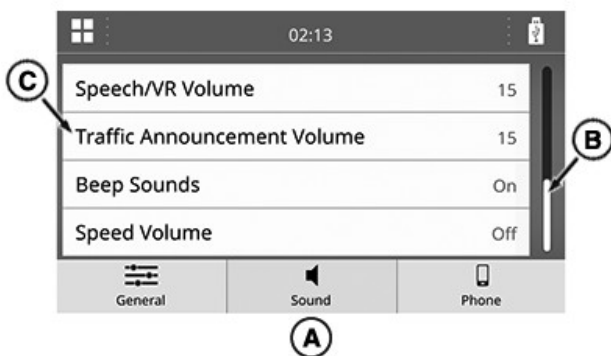 02:13
C
Speech/VR Volume 15
Traffic Announcement Volume 15
B
Beep Sounds On
Speed Volume Off
General Sound Phone
A